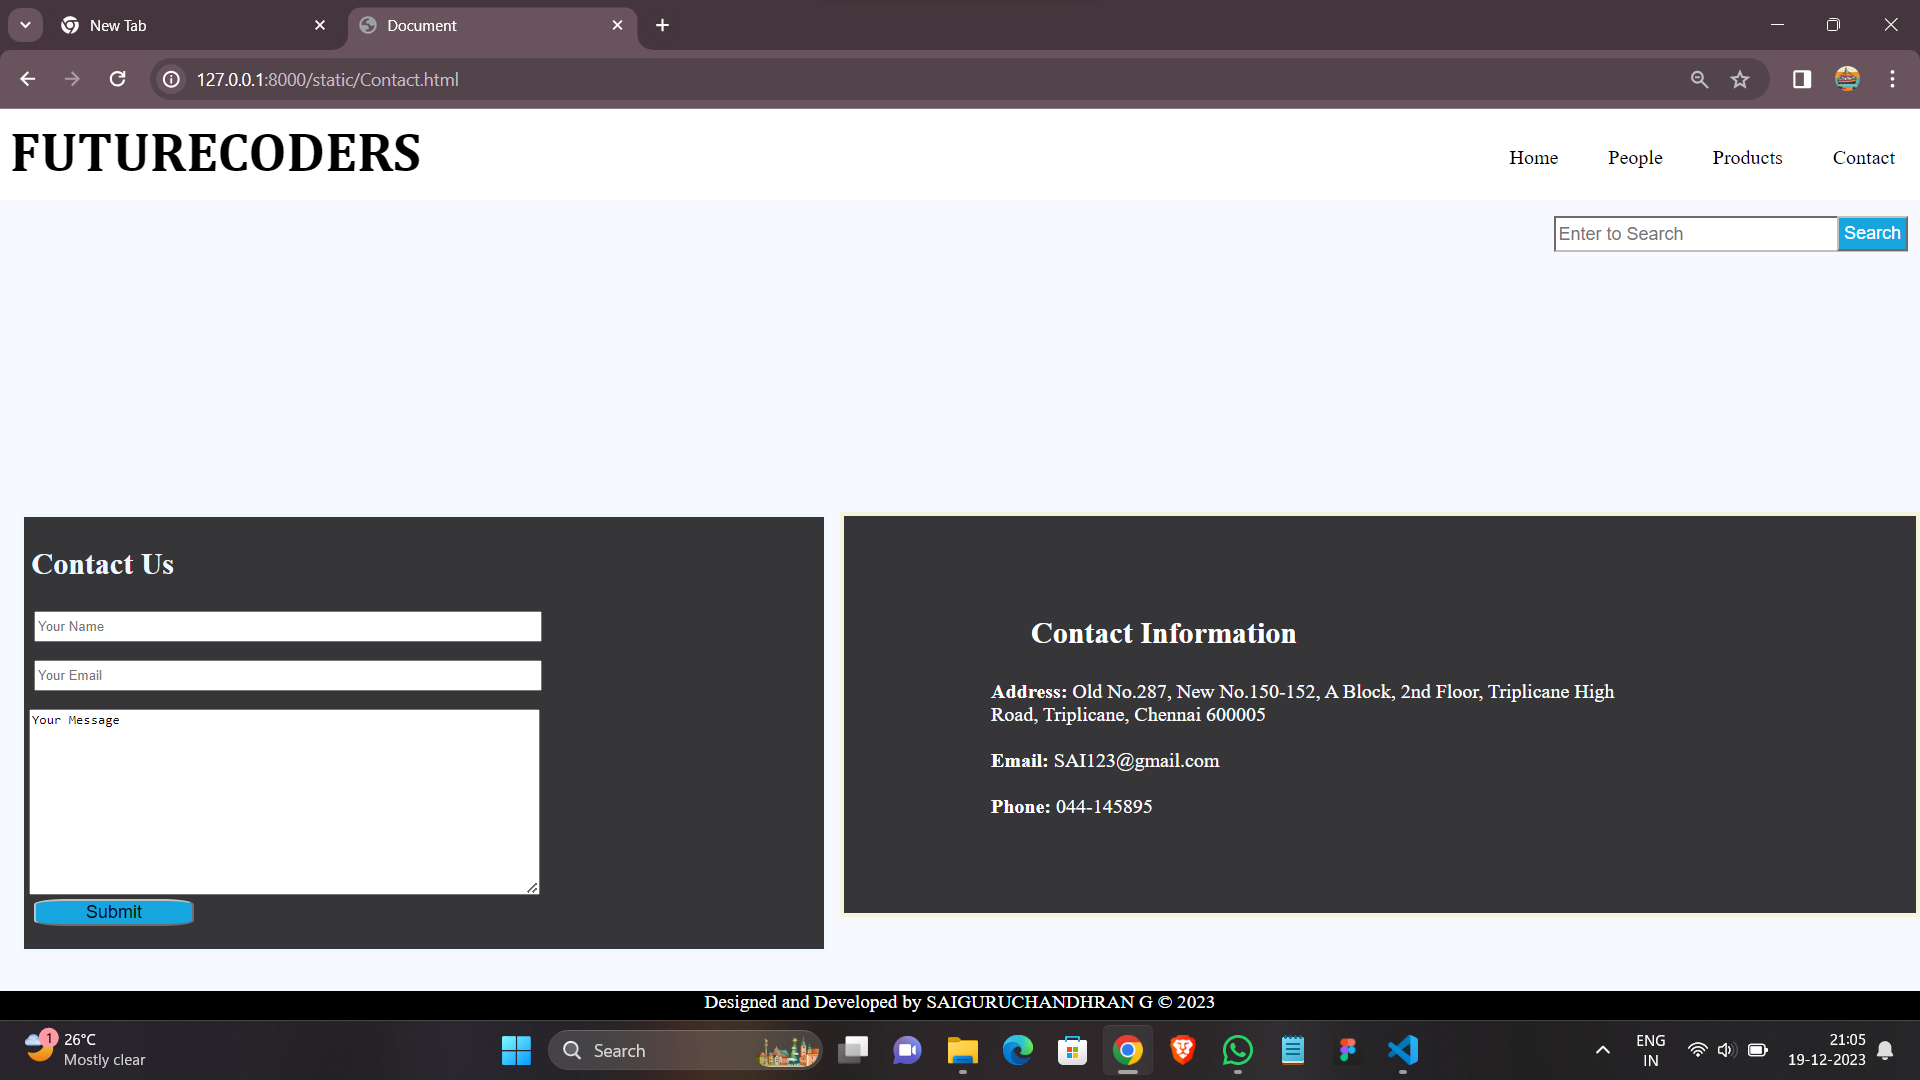 New Tab
Document
127.0.0.1:8000/static/Contact.html
FUTURECODERS
Home People Products Contact
Enter to Search Search
Contact Us
Your Name
Your Email
Your Message
Submit
Contact Information
Address: Old No.287, New No.150-152, A Block, 2nd Floor, Triplicane High
Road, Triplicane, Chennai 600005
Email: SAI123@gmail.com
Phone: 044-145895
Designed and Developed by SAIGURUCHANDHRAN G © 2023
1
26°C
Mostly clear
Search
ENG
IN
21:05
19-12-2023